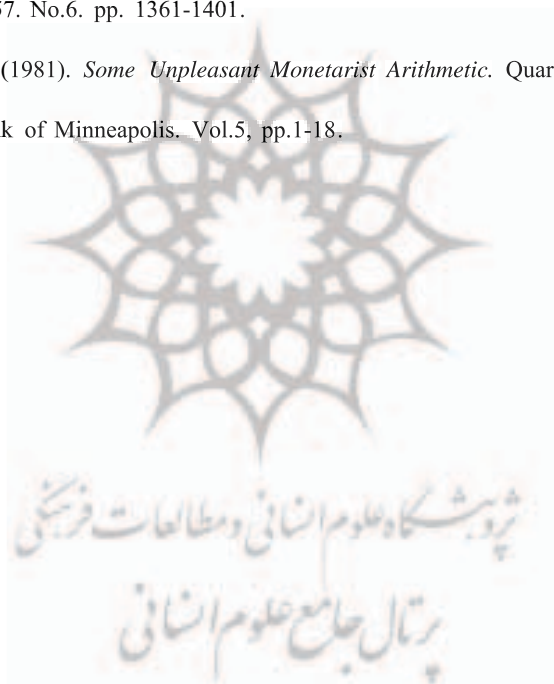 57. No.6. pp. 1361-1401.
(1981). Some Unpleasant Monetarist Arithmetic. Quar
k of Minneapolis. Vol.5, pp.1-18.
پژوهشگاه علوم انسانی و مطالعات فرهنگی
پرتال جامع علوم انسانی